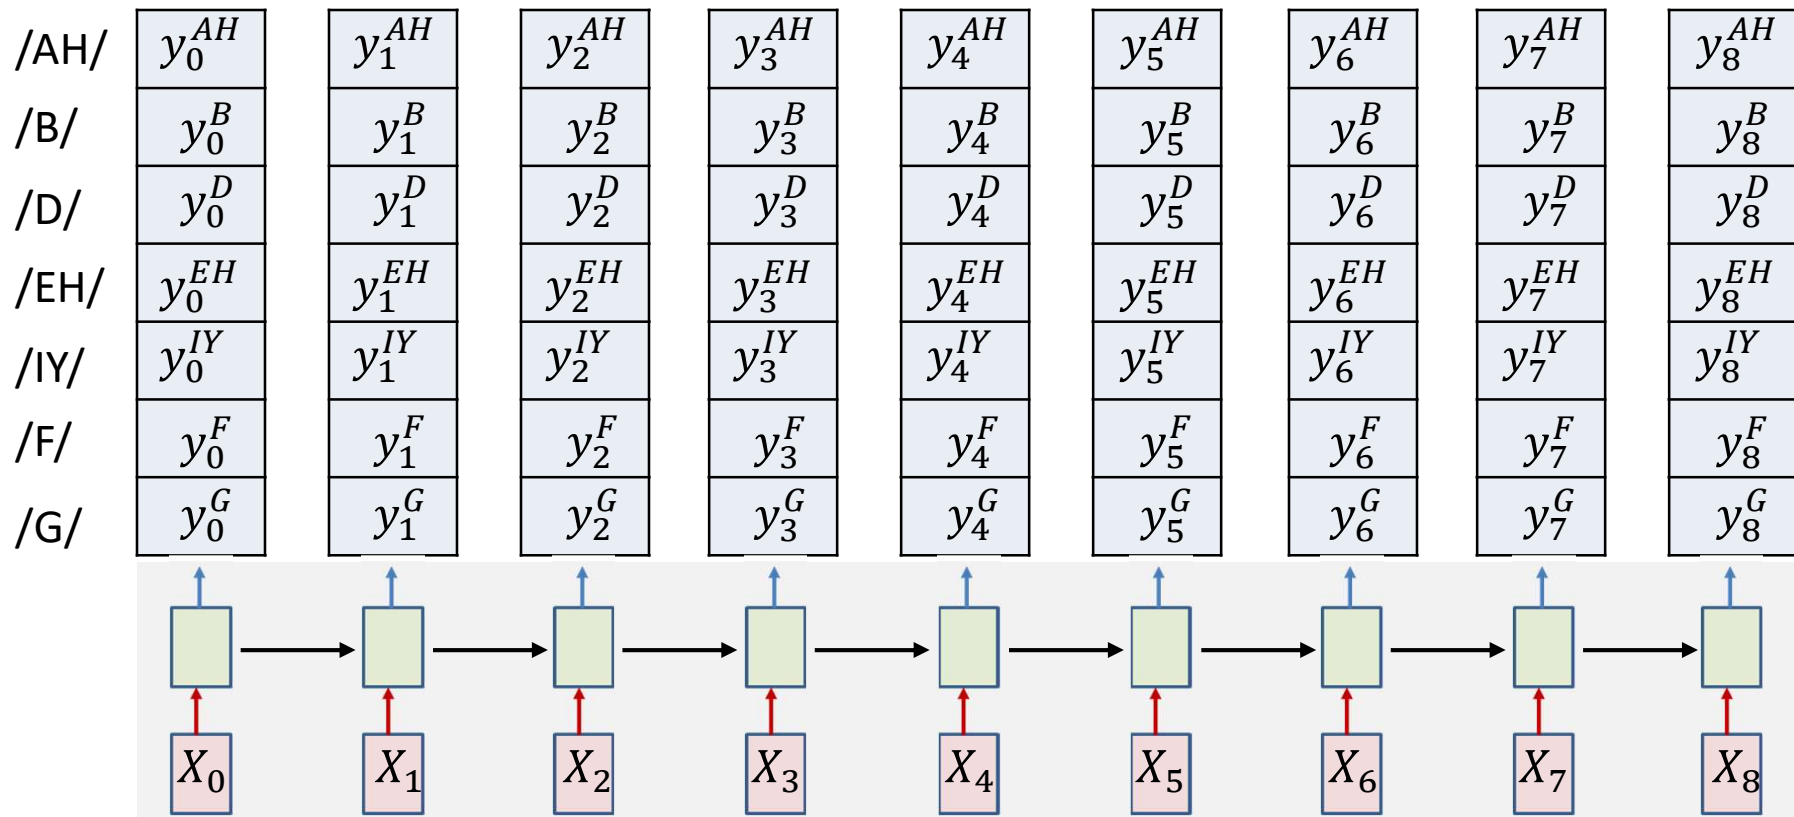 /AH/ y_0^{AH} y_1^{AH} y_2^{AH} y_3^{AH} y_4^{AH} y_5^{AH} y_6^{AH} y_7^{AH} y_8^{AH}
/B/ y_0^B y_1^B y_2^B y_3^B y_4^B y_5^B y_6^B y_7^B y_8^B
/D/ y_0^D y_1^D y_2^D y_3^D y_4^D y_5^D y_6^D y_7^D y_8^D
/EH/ y_0^{EH} y_1^{EH} y_2^{EH} y_3^{EH} y_4^{EH} y_5^{EH} y_6^{EH} y_7^{EH} y_8^{EH}
/IY/ y_0^{IY} y_1^{IY} y_2^{IY} y_3^{IY} y_4^{IY} y_5^{IY} y_6^{IY} y_7^{IY} y_8^{IY}
/F/ y_0^F y_1^F y_2^F y_3^F y_4^F y_5^F y_6^F y_7^F y_8^F
/G/ y_0^G y_1^G y_2^G y_3^G y_4^G y_5^G y_6^G y_7^G y_8^G
X_0 X_1 X_2 X_3 X_4 X_5 X_6 X_7 X_8